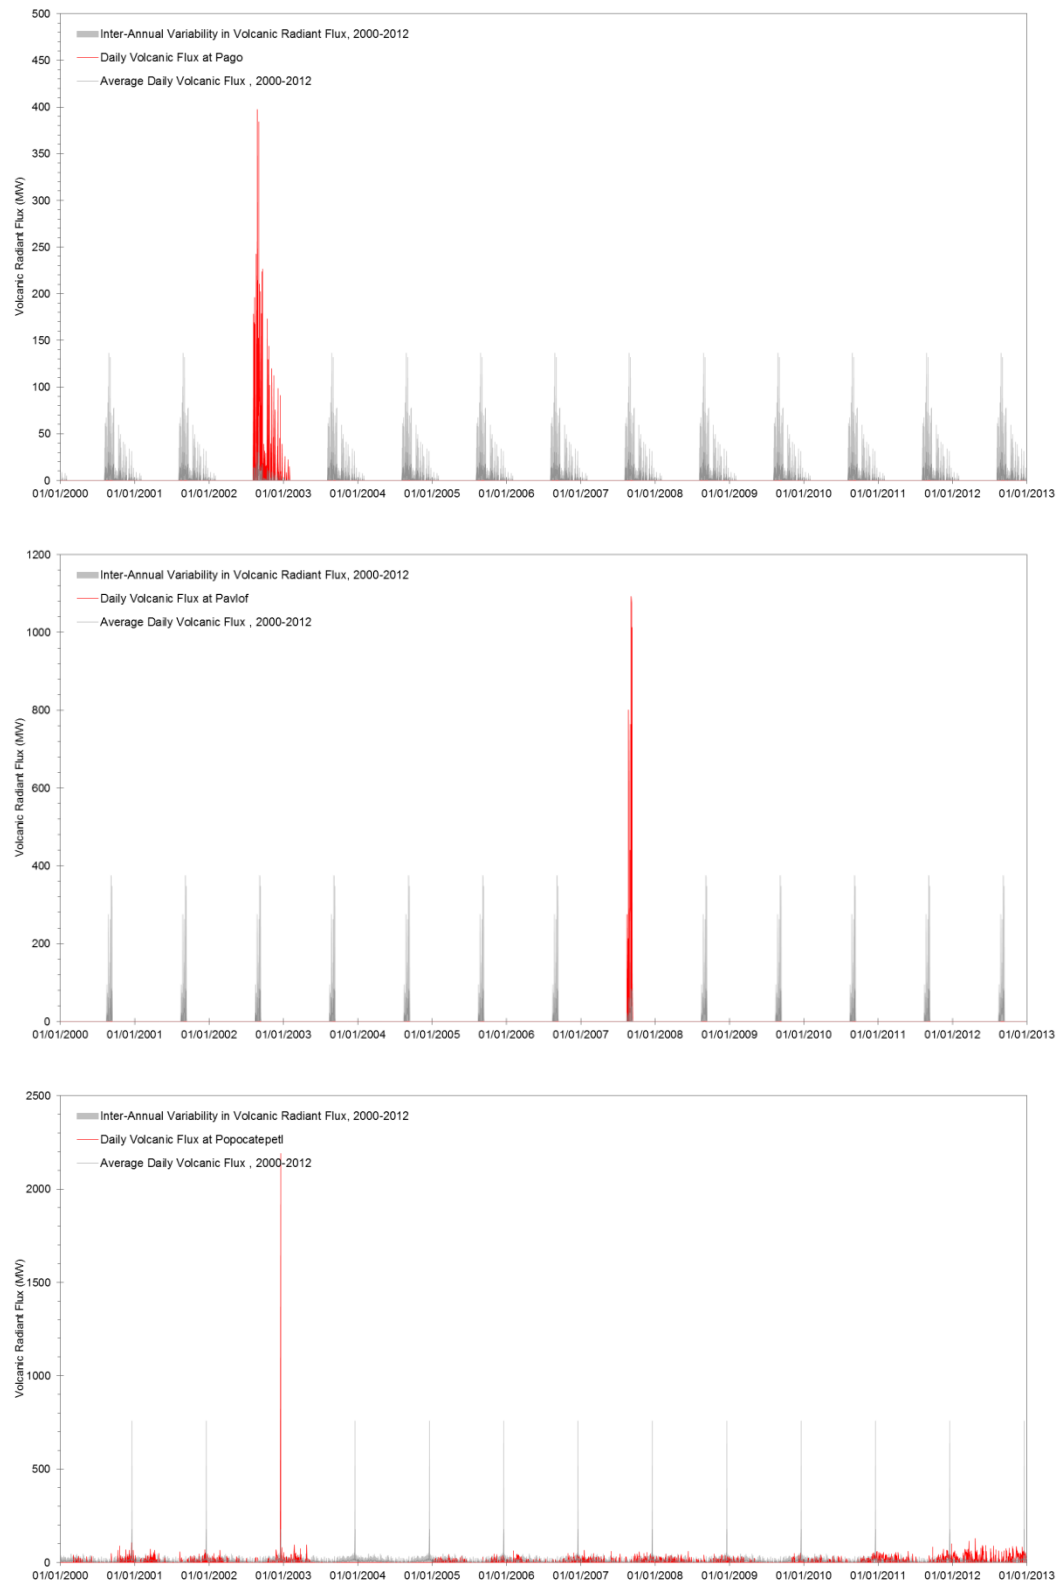 500
450
400
350
300
250
200
150
100
50
0
Volcanic Radiant Flux (MW)
Inter-Annual Variability in Volcanic Radiant Flux, 2000-2012
Daily Volcanic Flux at Pago
Average Daily Volcanic Flux , 2000-2012
01/01/2000 01/01/2001 01/01/2002 01/01/2003 01/01/2004 01/01/2005 01/01/2006 01/01/2007 01/01/2008 01/01/2009 01/01/2010 01/01/2011 01/01/2012 01/01/2013
1200
1000
800
600
400
200
0
Volcanic Radiant Flux (MW)
Inter-Annual Variability in Volcanic Radiant Flux, 2000-2012
Daily Volcanic Flux at Pavlof
Average Daily Volcanic Flux , 2000-2012
01/01/2000 01/01/2001 01/01/2002 01/01/2003 01/01/2004 01/01/2005 01/01/2006 01/01/2007 01/01/2008 01/01/2009 01/01/2010 01/01/2011 01/01/2012 01/01/2013
2500
2000
1500
1000
500
0
Volcanic Radiant Flux (MW)
Inter-Annual Variability in Volcanic Radiant Flux, 2000-2012
Daily Volcanic Flux at Popocatepetl
Average Daily Volcanic Flux , 2000-2012
01/01/2000 01/01/2001 01/01/2002 01/01/2003 01/01/2004 01/01/2005 01/01/2006 01/01/2007 01/01/2008 01/01/2009 01/01/2010 01/01/2011 01/01/2012 01/01/2013